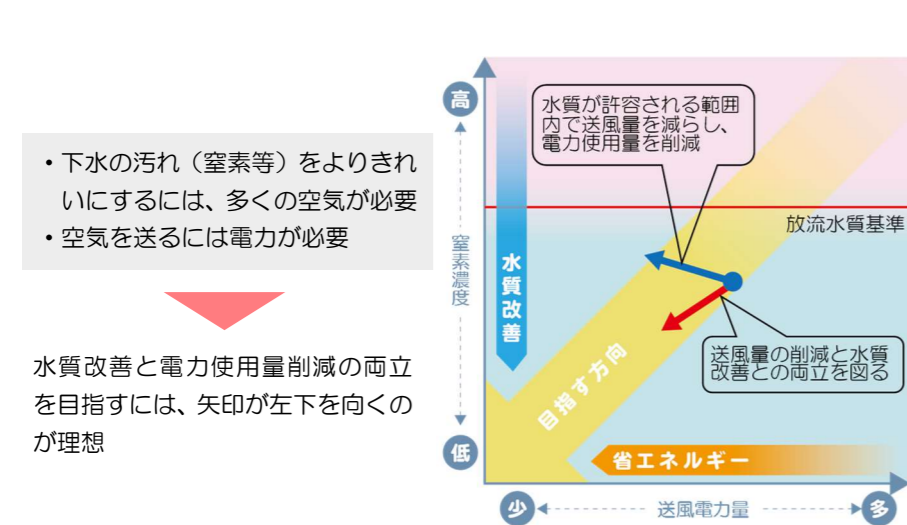 ・下水の汚れ（窒素等）をよりきれ
いにするには、多くの空気が必要
・空気を送るには電力が必要
水質改善と電力使用量削減の両立
を目指すには、矢印が左下を向くの
が理想
高
窒素濃度
低
水質改善
水質が許容される範囲
内で送風量を減らし、
電力使用量を削減
放流水質基準
送風量の削減と水質
改善との両立を図る
目指す方向
省エネルギー
少
送風電力量
多